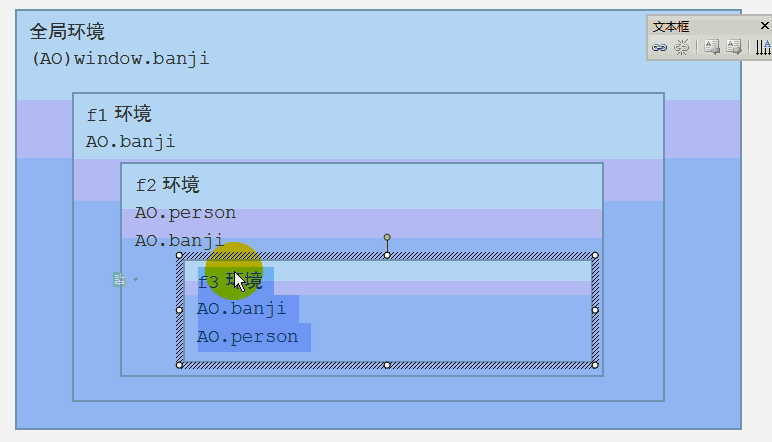 全局环境
(AO)window.banji
文本框
f1 环境
AO.banji
f2 环境
AO.person
AO.banji
f3 环境
AO.banji
AO.person